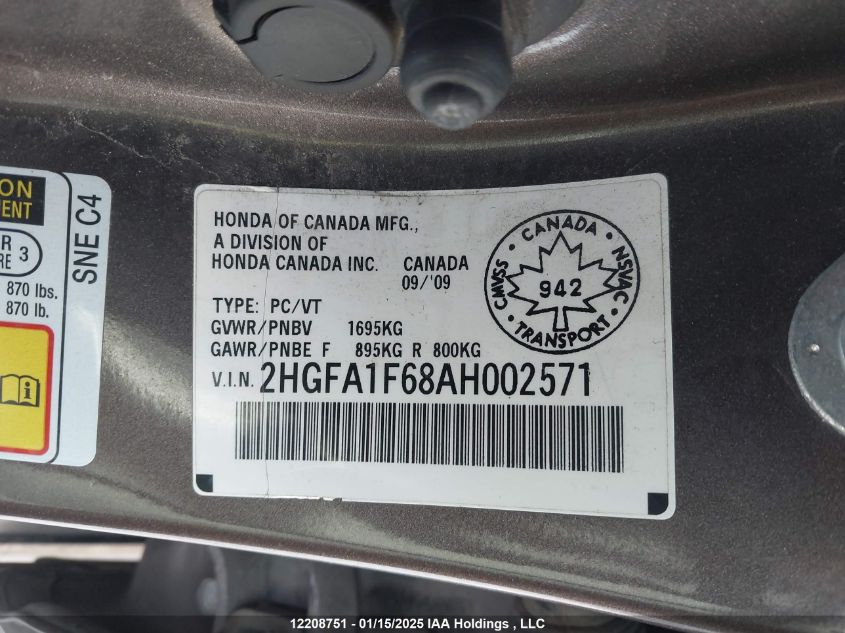 ON
MENT
R
RE 3
870 lbs.
870 lb.
SNE C4
HONDA OF CANADA MFG.,
A DIVISION OF
HONDA CANADA INC. CANADA
09/'09
TYPE: PC/VT
GVWR/PNBV 1695KG
GAWR/PNBE F 895KG R 800KG
V.I.N. 2HGFA1F68AH002571
CANADA
CMVSS • NSVAC
942
TRANSPORT
12208751 - 01/15/2025 IAA Holdings , LLC